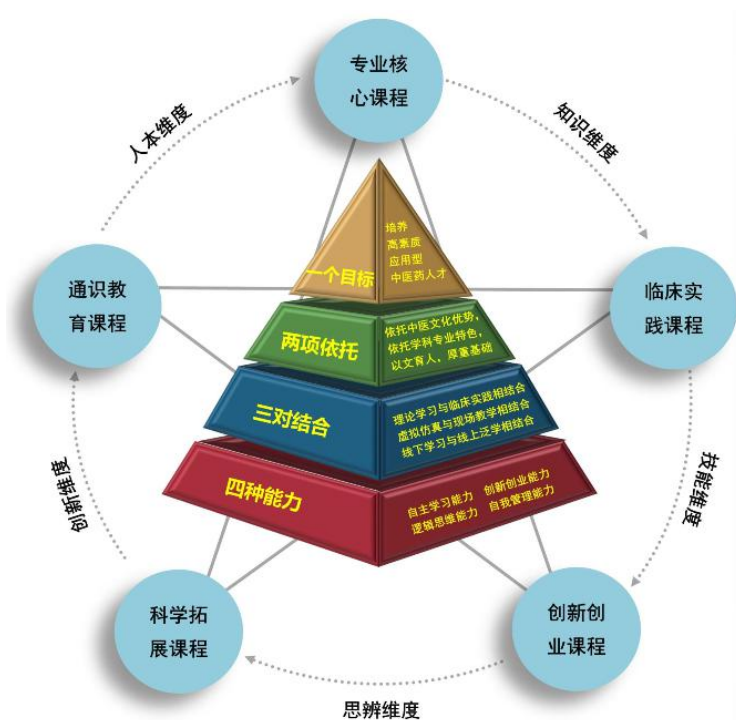 专业核
心课程
人本维度
知识维度
培养
高素质
应用型
中医药人才
一个目标
通识教
育课程
临床实
践课程
两项依托
依托中医文化优势,
依托学科专业特色,
以文育人,厚蕙基础
三对结合
理论学习与临床实践相结合
虚拟仿真与现场教学相结合
线下学习与线上泛学相结合
四种能力
自主学习能力 创新创业能力
逻辑思维能力 自我管理能力
创新维度
技能维度
科学拓
展课程
创新创
业课程
思辨维度